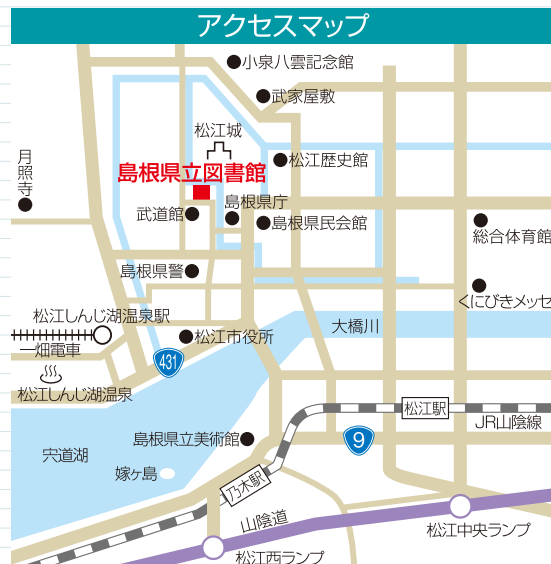 アクセスマップ
小泉八雲記念館
武家屋敷
松江城
松江歴史館
月照寺
島根県立図書館
島根県庁
武道館
島根県民会館
総合体育館
島根県警
くにびきメッセ
松江しんじ湖温泉駅
大橋川
松江市役所
一畑電車
431
松江しんじ湖温泉
松江駅
JR山陰線
9
島根県立美術館
宍道湖
嫁ヶ島
乃木駅
山陰道
松江中央ランプ
松江西ランプ